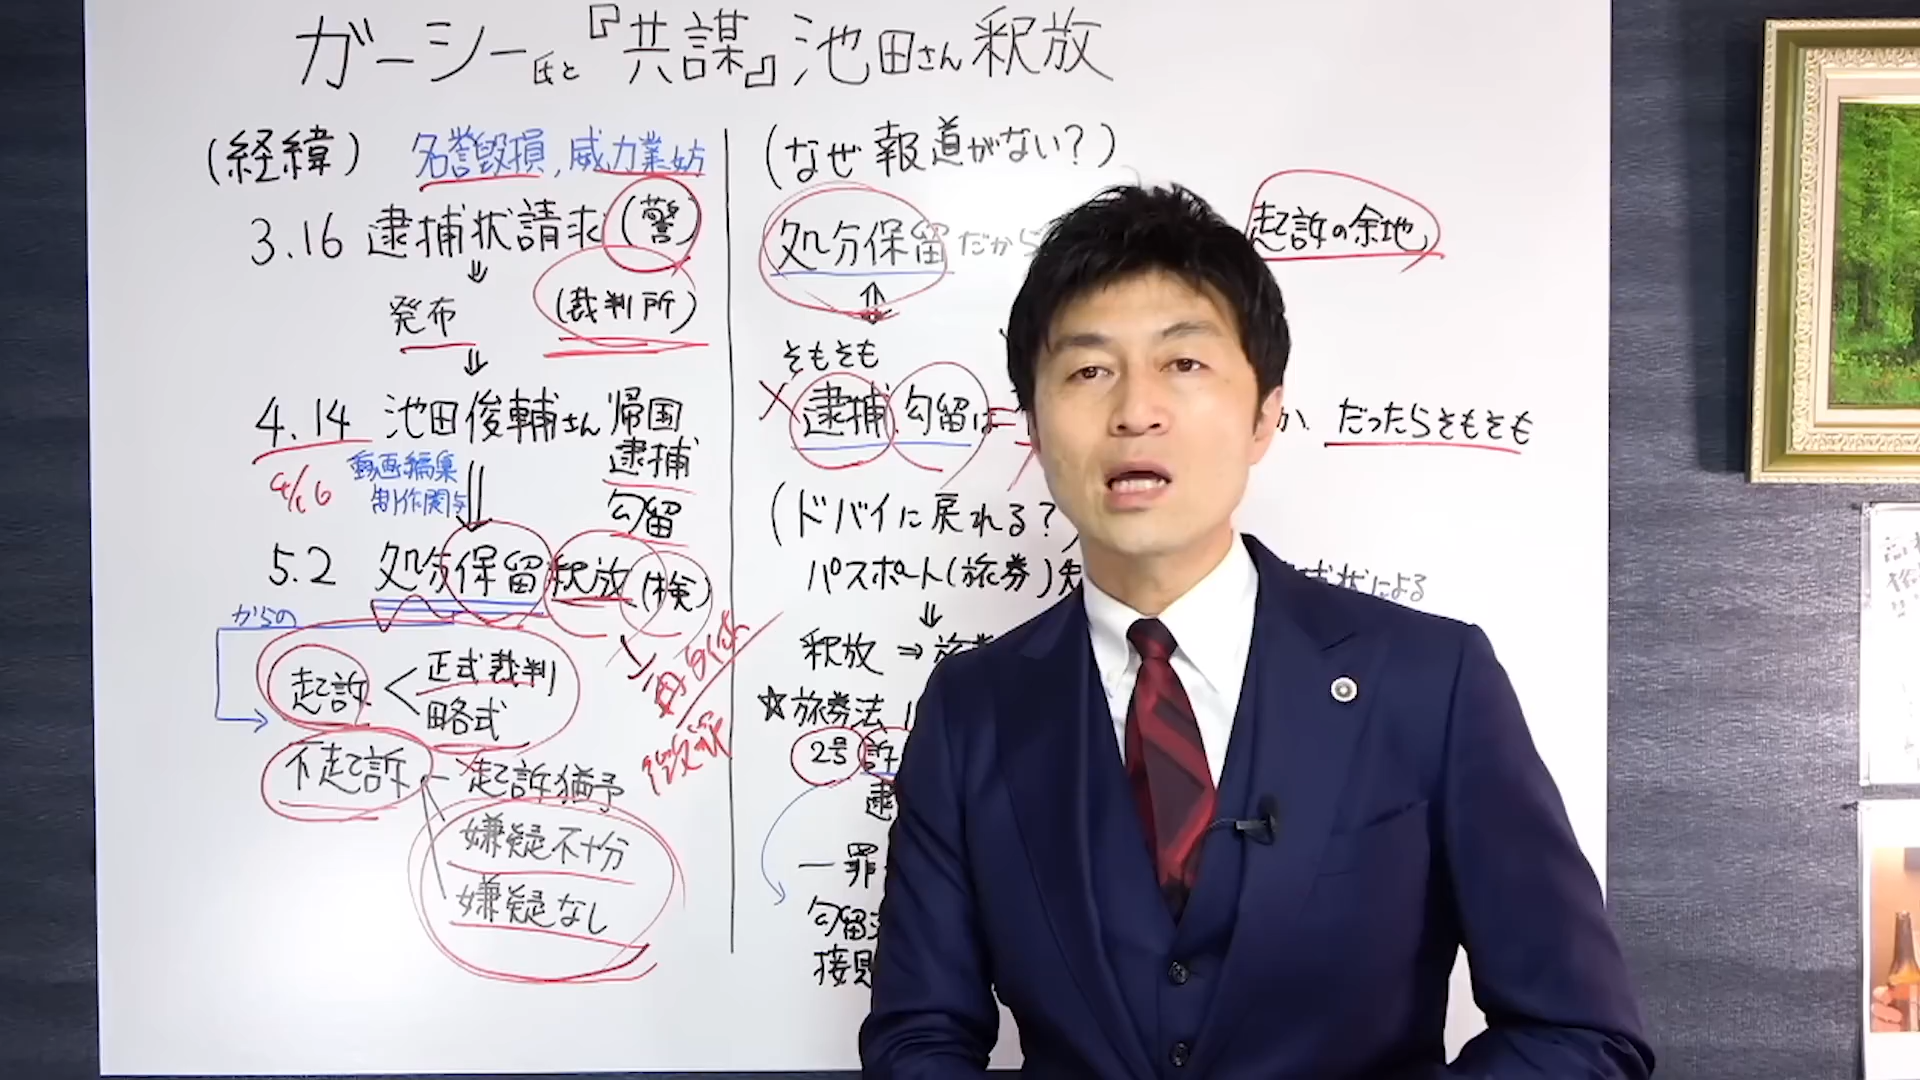 ガーシー氏と『共謀』池田さん釈放
(経緯) 名誉毀損,威力業妨
3.16 逮捕状請求(警)
⇓
発布 (裁判所)
⇓
4.14 池田俊輔さん 帰国
逮捕
4/16 動画編集 勾留
制作関与
5.2 処分保留釈放(検)
からの
起訴 < 正式裁判
略式
不起訴 - 起訴猶予
嫌疑不十分
嫌疑なし
(なぜ報道がない?)
処分保留だから 起訴の余地
そもそも
×逮捕、勾留は か、だったらそもそも
(ドバイに戻れる?
パスポート(旅券) による
⇓
釈放 ⇒
☆旅券法
2号
一罪
勾留
接見